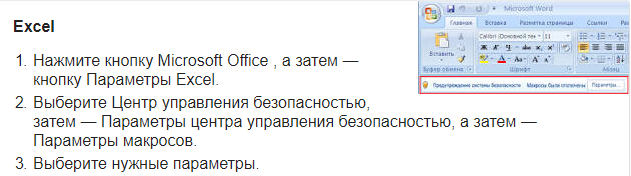 Excel
1. Нажмите кнопку Microsoft Office , а затем —
кнопку Параметры Excel.
2. Выберите Центр управления безопасностью,
затем — Параметры центра управления безопасностью, а затем —
Параметры макросов.
3. Выберите нужные параметры.
Microsoft Word
Главная Вставка Разметка страницы Ссылки
Calibri (Основной тек 11
Вставить
Буфер обмена Шрифт Абзац
Предупреждение системы безопасности Макросы были отключены Параметры...